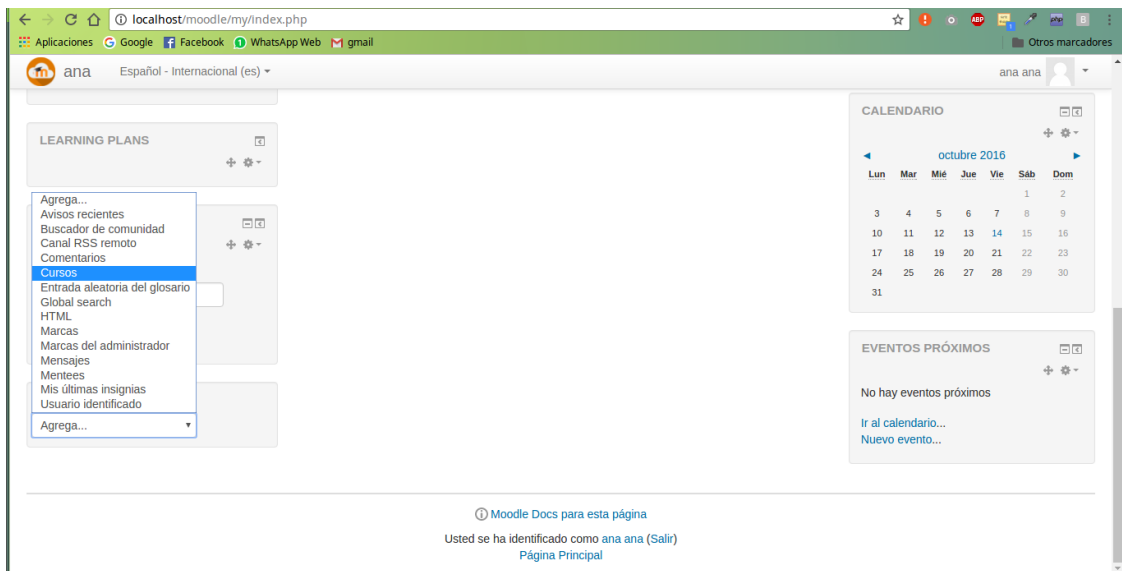 localhost/moodle/my/index.php
ABP
php
B
Aplicaciones Google Facebook WhatsApp Web gmail
Otros marcadores
ana Español - Internacional (es)
ana ana
LEARNING PLANS
Agrega...
Avisos recientes
Buscador de comunidad
Canal RSS remoto
Comentarios
Cursos
Entrada aleatoria del glosario
Global search
HTML
Marcas
Marcas del administrador
Mensajes
Mentees
Mis últimas insignias
Usuario identificado
Agrega...
CALENDARIO
octubre 2016
Lun Mar Mié Jue Vie Sáb Dom
1 2
3 4 5 6 7 8 9
10 11 12 13 14 15 16
17 18 19 20 21 22 23
24 25 26 27 28 29 30
31
EVENTOS PRÓXIMOS
No hay eventos próximos
Ir al calendario...
Nuevo evento...
Moodle Docs para esta página
Usted se ha identificado como ana ana (Salir)
Página Principal